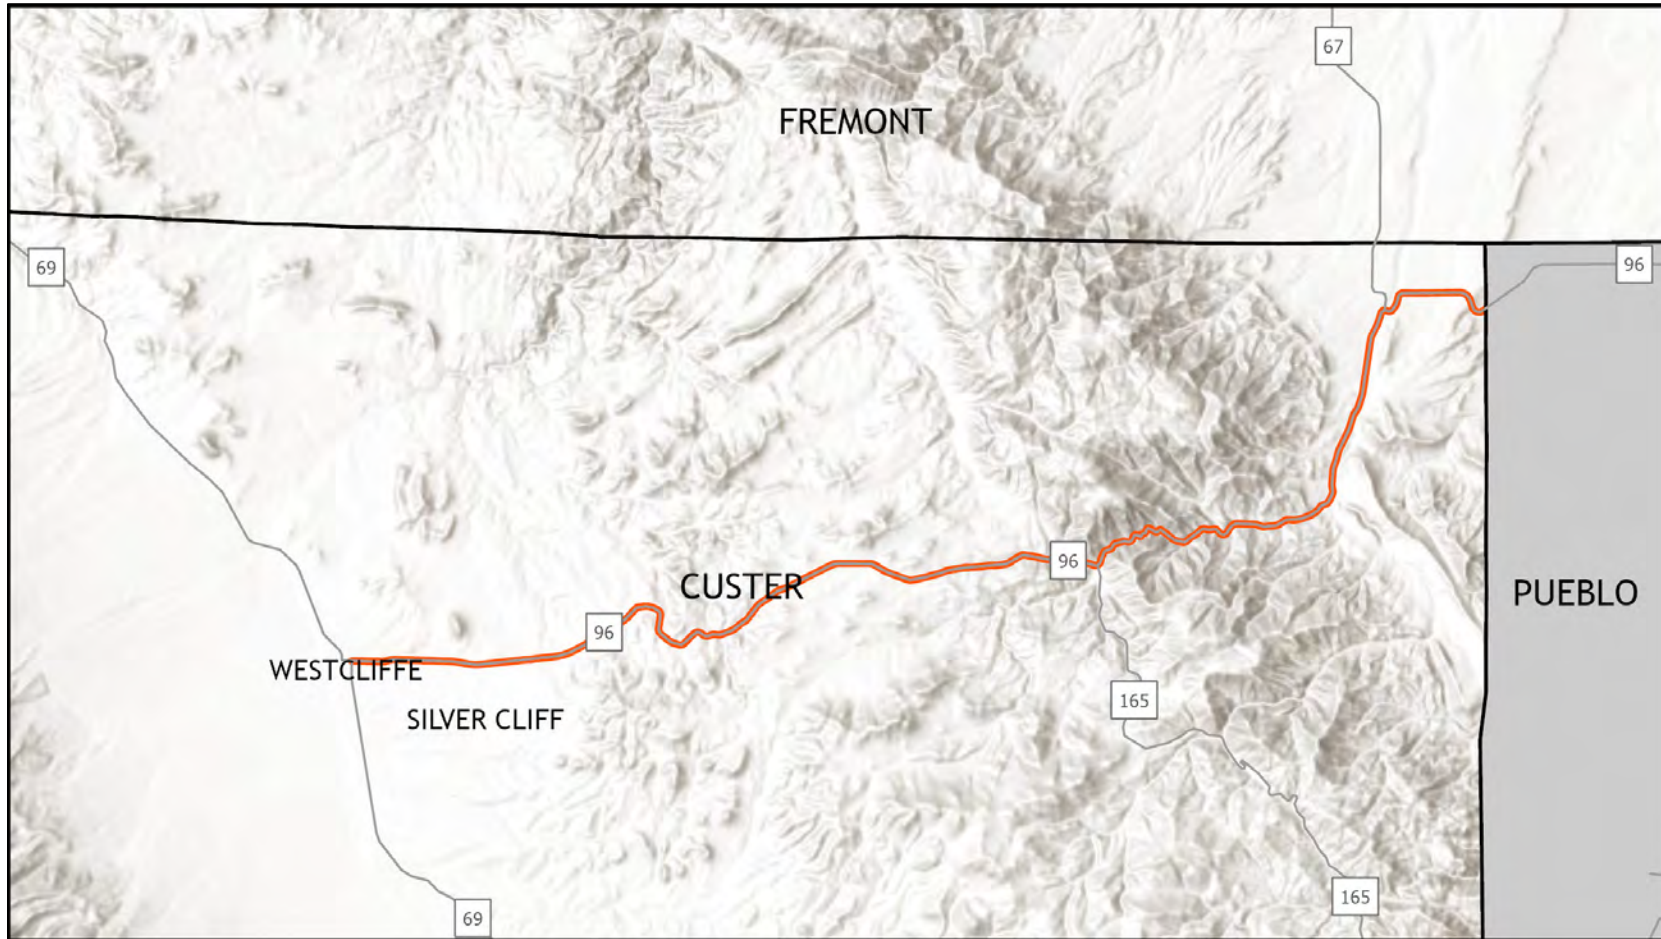 67
FREMONT
69
96
96
CUSTER
PUEBLO
96
WESTCLIFFE
165
SILVER CLIFF
165
69